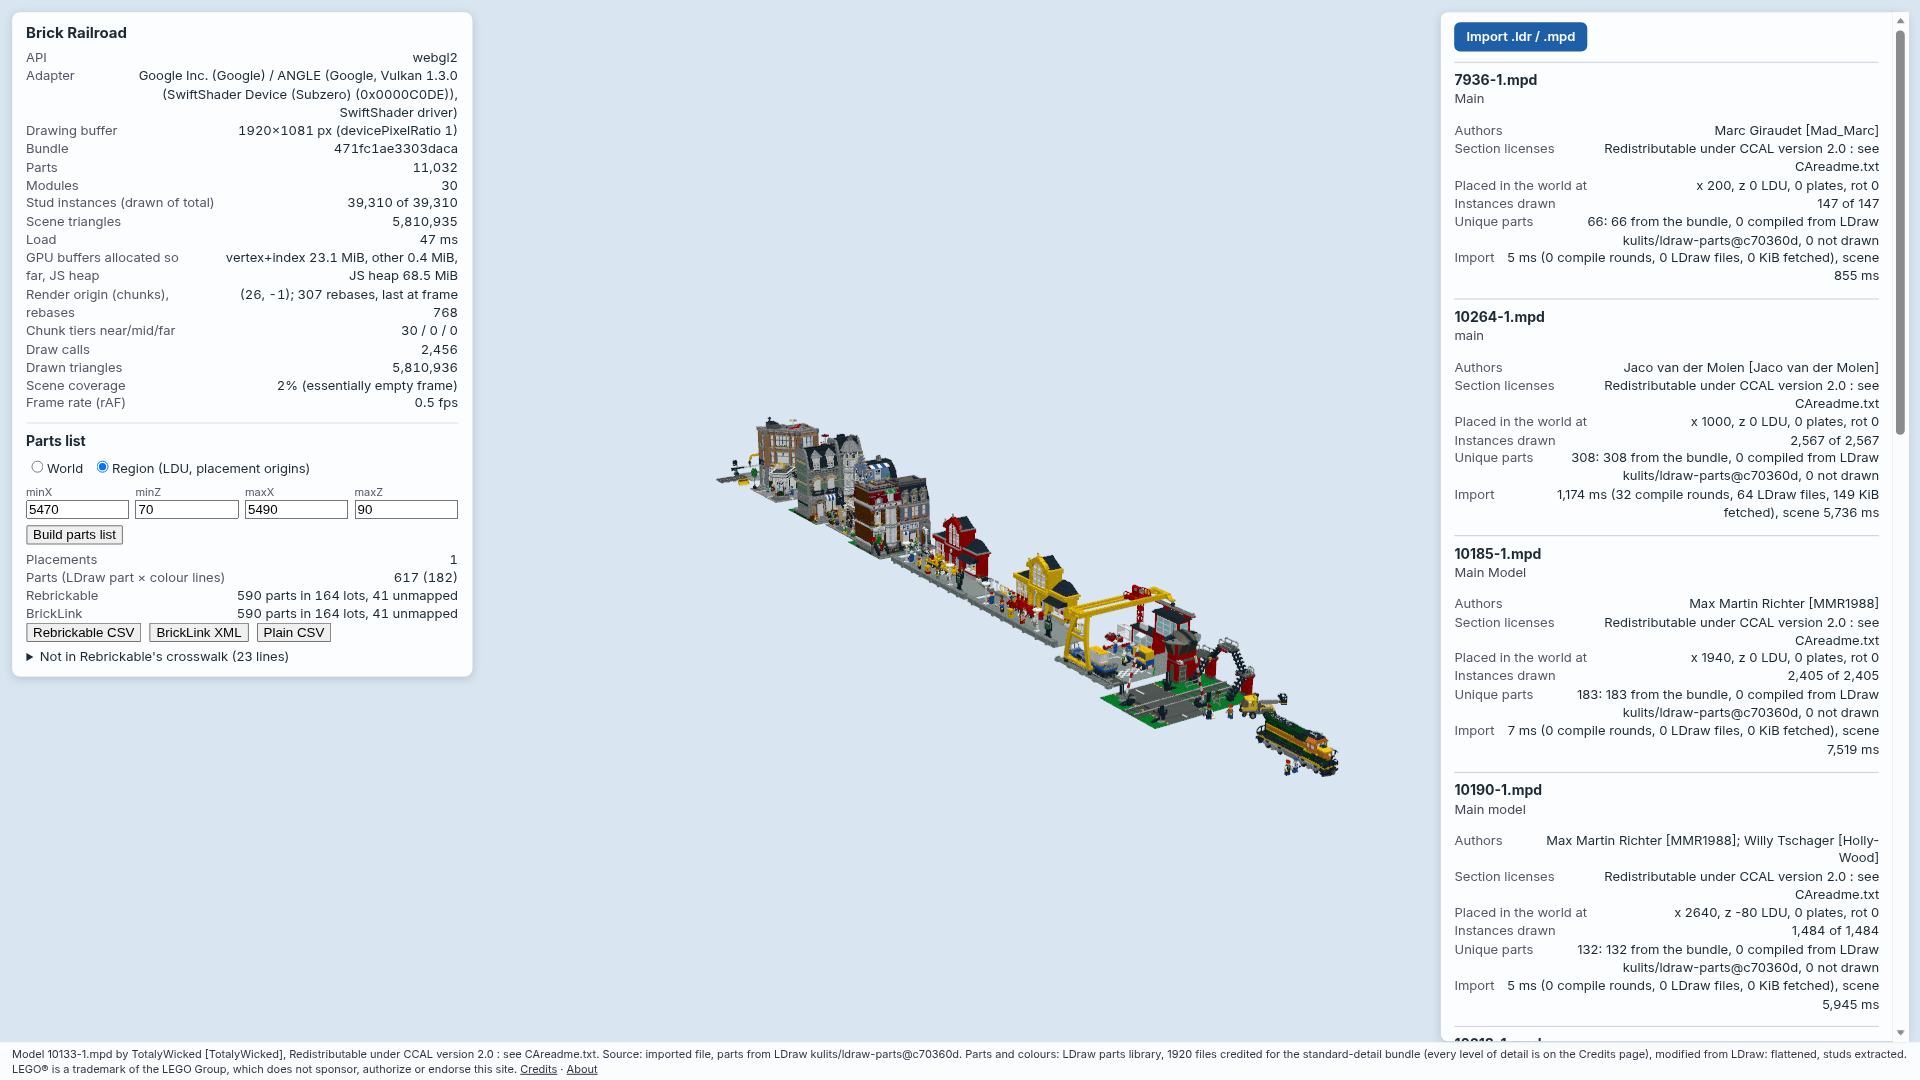 Brick Railroad
API webgl2
Adapter Google Inc. (Google) / ANGLE (Google, Vulkan 1.3.0
(SwiftShader Device (Subzero) (0x0000C0DE)),
SwiftShader driver)
Drawing buffer 1920×1081 px (devicePixelRatio 1)
Bundle 471fc1ae3303daca
Parts 11,032
Modules 30
Stud instances (drawn of total) 39,310 of 39,310
Scene triangles 5,810,935
Load 47 ms
GPU buffers allocated so vertex+index 23.1 MiB, other 0.4 MiB,
far, JS heap JS heap 68.5 MiB
Render origin (chunks), (26, -1); 307 rebases, last at frame
rebases 768
Chunk tiers near/mid/far 30 / 0 / 0
Draw calls 2,456
Drawn triangles 5,810,936
Scene coverage 2% (essentially empty frame)
Frame rate (rAF) 0.5 fps
Parts list
World Region (LDU, placement origins)
minX minZ maxX maxZ
5470 70 5490 90
Build parts list
Placements 1
Parts (LDraw part × colour lines) 617 (182)
Rebrickable 590 parts in 164 lots, 41 unmapped
BrickLink 590 parts in 164 lots, 41 unmapped
Rebrickable CSV BrickLink XML Plain CSV
Not in Rebrickable's crosswalk (23 lines)
Import .ldr / .mpd
7936-1.mpd
Main
Authors Marc Giraudet [Mad_Marc]
Section licenses Redistributable under CCAL version 2.0 : see
CAreadme.txt
Placed in the world at x 200, z 0 LDU, 0 plates, rot 0
Instances drawn 147 of 147
Unique parts 66: 66 from the bundle, 0 compiled from LDraw
kulits/ldraw-parts@c70360d, 0 not drawn
Import 5 ms (0 compile rounds, 0 LDraw files, 0 KiB fetched), scene
855 ms
10264-1.mpd
main
Authors Jaco van der Molen [Jaco van der Molen]
Section licenses Redistributable under CCAL version 2.0 : see
CAreadme.txt
Placed in the world at x 1000, z 0 LDU, 0 plates, rot 0
Instances drawn 2,567 of 2,567
Unique parts 308: 308 from the bundle, 0 compiled from LDraw
kulits/ldraw-parts@c70360d, 0 not drawn
Import 1,174 ms (32 compile rounds, 64 LDraw files, 149 KiB
fetched), scene 5,736 ms
10185-1.mpd
Main Model
Authors Max Martin Richter [MMR1988]
Section licenses Redistributable under CCAL version 2.0 : see
CAreadme.txt
Placed in the world at x 1940, z 0 LDU, 0 plates, rot 0
Instances drawn 2,405 of 2,405
Unique parts 183: 183 from the bundle, 0 compiled from LDraw
kulits/ldraw-parts@c70360d, 0 not drawn
Import 7 ms (0 compile rounds, 0 LDraw files, 0 KiB fetched), scene
7,519 ms
10190-1.mpd
Main model
Authors Max Martin Richter [MMR1988]; Willy Tschager [Holly-
Wood]
Section licenses Redistributable under CCAL version 2.0 : see
CAreadme.txt
Placed in the world at x 2640, z -80 LDU, 0 plates, rot 0
Instances drawn 1,484 of 1,484
Unique parts 132: 132 from the bundle, 0 compiled from LDraw
kulits/ldraw-parts@c70360d, 0 not drawn
Import 5 ms (0 compile rounds, 0 LDraw files, 0 KiB fetched), scene
5,945 ms
Model 10133-1.mpd by TotalyWicked [TotalyWicked], Redistributable under CCAL version 2.0 : see CAreadme.txt. Source: imported file, parts from LDraw kulits/ldraw-parts@c70360d. Parts and colours: LDraw parts library, 1920 files credited for the standard-detail bundle (every level of detail is on the Credits page), modified from LDraw: flattened, studs extracted.
LEGO® is a trademark of the LEGO Group, which does not sponsor, authorize or endorse this site. Credits · About